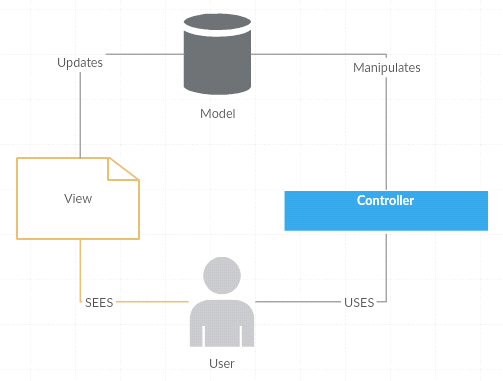 Updates
Manipulates
Model
View
Controller
SEES
USES
User